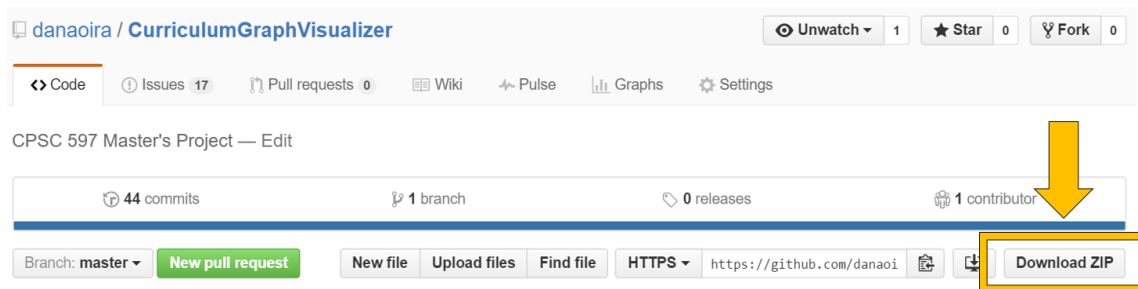 danaoira / CurriculumGraphVisualizer Unwatch 1 Star 0 Fork 0
Code Issues 17 Pull requests 0 Wiki Pulse Graphs Settings
CPSC 597 Master's Project — Edit
44 commits 1 branch 0 releases 1 contributor
Branch: master New pull request New file Upload files Find file HTTPS https://github.com/danaoi Download ZIP